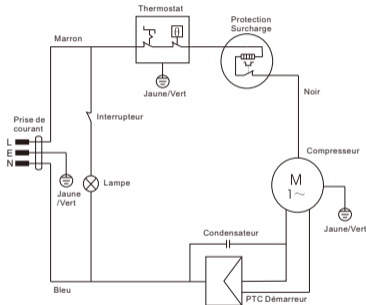 Thermostat
Protection
Surcharge
Marron
Jaune/Vert
Noir
Interrupteur
Prise de
courant
L
E
N
Compresseur
M
1~
Lampe
Jaune
/Vert
Jaune/Vert
Condensateur
Bleu
PTC Démarreur